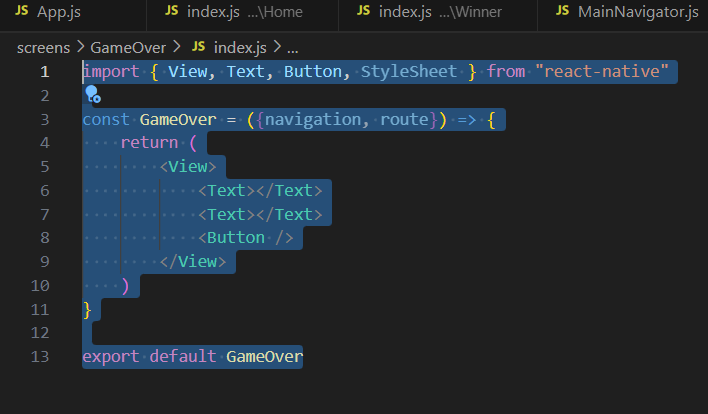 JS App.js JS index.js ...\Home JS index.js ...\Winner JS MainNavigator.js
screens > GameOver > JS index.js > ...
1 import { View, Text, Button, StyleSheet } from "react-native"
2
3 const GameOver = ({navigation, route}) => {
4 return (
5 <View>
6 <Text></Text>
7 <Text></Text>
8 <Button />
9 </View>
10 )
11 }
12
13 export default GameOver